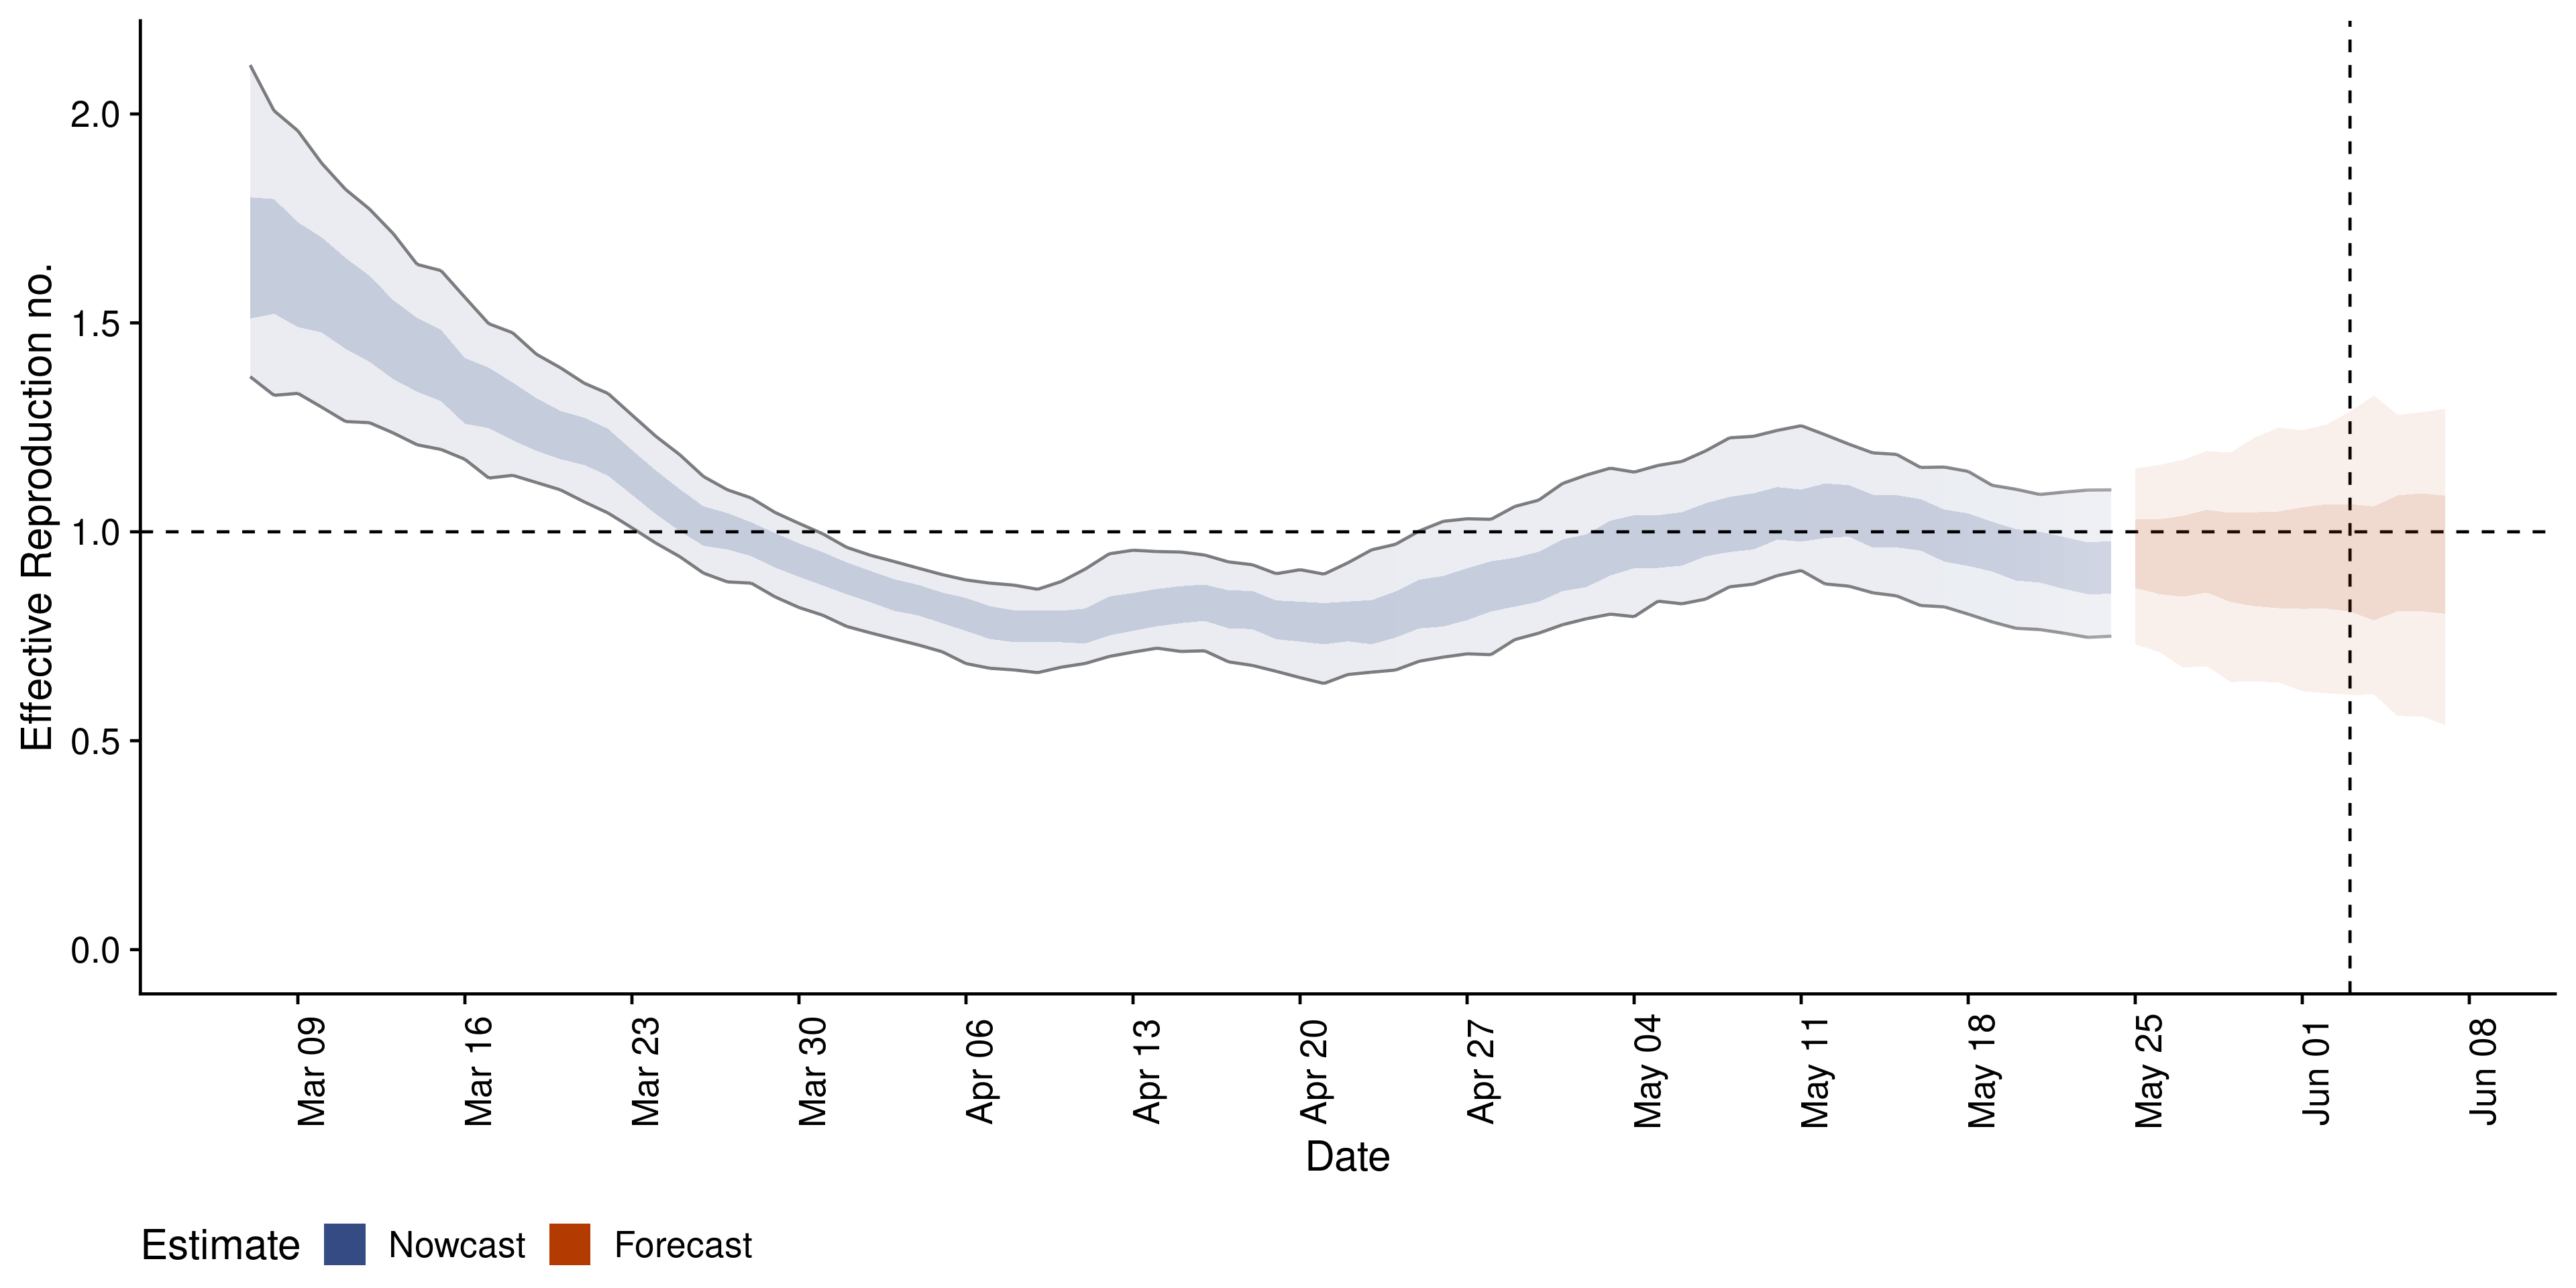 Effective Reproduction no.
2.0
1.5
1.0
0.5
0.0
Mar 09
Mar 16
Mar 23
Mar 30
Apr 06
Apr 13
Apr 20
Apr 27
May 04
May 11
May 18
May 25
Jun 01
Jun 08
Date
Estimate Nowcast Forecast